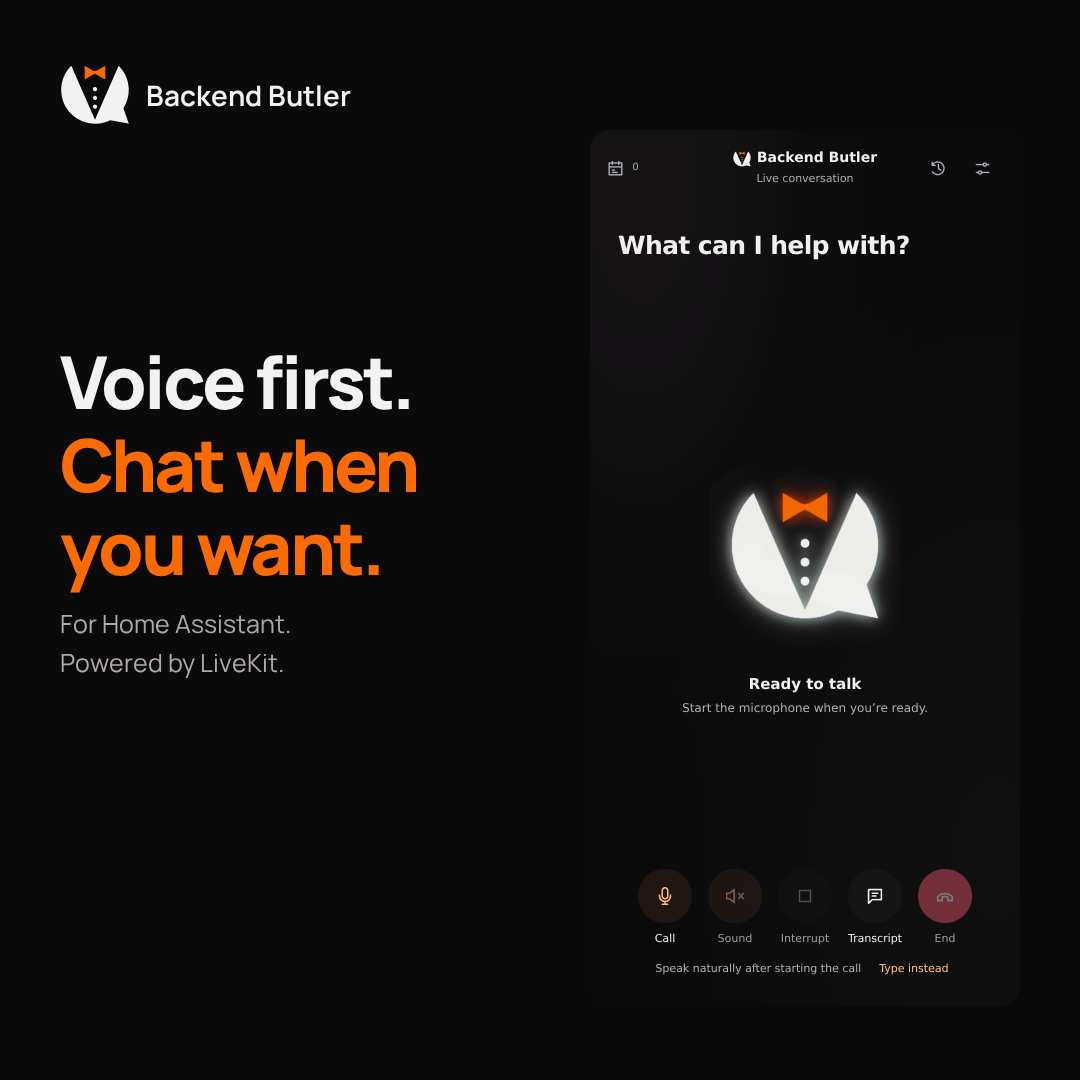 Backend Butler
Voice first.
Chat when
you want.
For Home Assistant.
Powered by LiveKit.
0
Backend Butler
Live conversation
What can I help with?
Ready to talk
Start the microphone when you’re ready.
Call
Sound
Interrupt
Transcript
End
Speak naturally after starting the call
Type instead